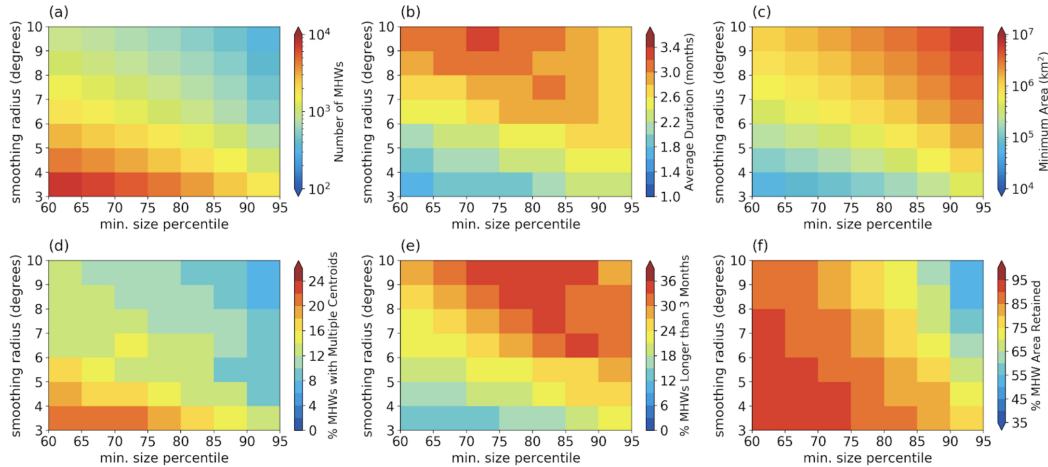 (a)
smoothing radius (degrees)
10
9
8
7
6
5
4
3
60 65 70 75 80 85 90 95
min. size percentile
10⁴
10³
10²
Number of MHWs
(b)
smoothing radius (degrees)
10
9
8
7
6
5
4
3
60 65 70 75 80 85 90 95
min. size percentile
3.4
3.0
2.6
2.2
1.8
1.4
1.0
Average Duration (months)
(c)
smoothing radius (degrees)
10
9
8
7
6
5
4
3
60 65 70 75 80 85 90 95
min. size percentile
10⁷
10⁶
10⁵
10⁴
Minimum Area (km²)
(d)
smoothing radius (degrees)
10
9
8
7
6
5
4
3
60 65 70 75 80 85 90 95
min. size percentile
24
20
16
12
8
4
0
% MHWs with Multiple Centroids
(e)
smoothing radius (degrees)
10
9
8
7
6
5
4
3
60 65 70 75 80 85 90 95
min. size percentile
36
30
24
18
12
6
0
% MHWs Longer than 3 Months
(f)
smoothing radius (degrees)
10
9
8
7
6
5
4
3
60 65 70 75 80 85 90 95
min. size percentile
95
85
75
65
55
45
35
% MHW Area Retained